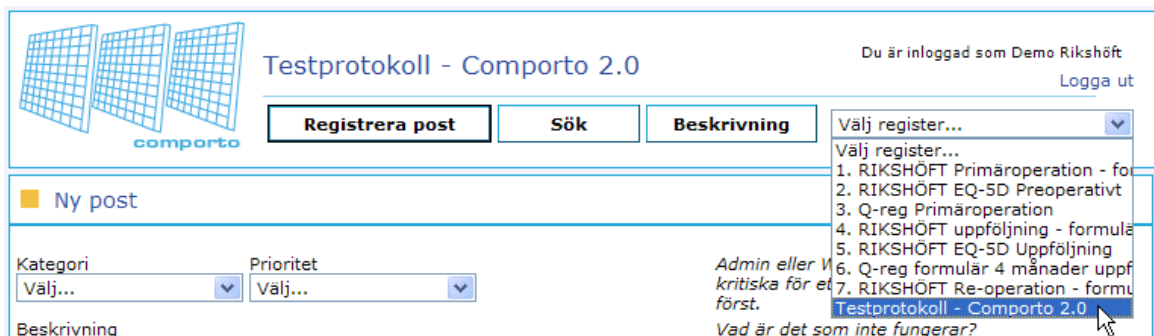 Du är inloggad som Demo Rikshöft
Testprotokoll - Comporto 2.0
Logga ut
comporto
Registrera post
Sök
Beskrivning
Välj register...
Välj register...
1. RIKSHÖFT Primäroperation - fo
2. RIKSHÖFT EQ-5D Preoperativt
3. Q-reg Primäroperation
4. RIKSHÖFT uppföljning - formulä
5. RIKSHÖFT EQ-5D Uppföljning
6. Q-reg formulär 4 månader uppf
7. RIKSHÖFT Re-operation - formu
Testprotokoll - Comporto 2.0
Ny post
Kategori
Välj...
Prioritet
Välj...
Admin eller
kritiska för et
först.
Beskrivning
Vad är det som inte fungerar?